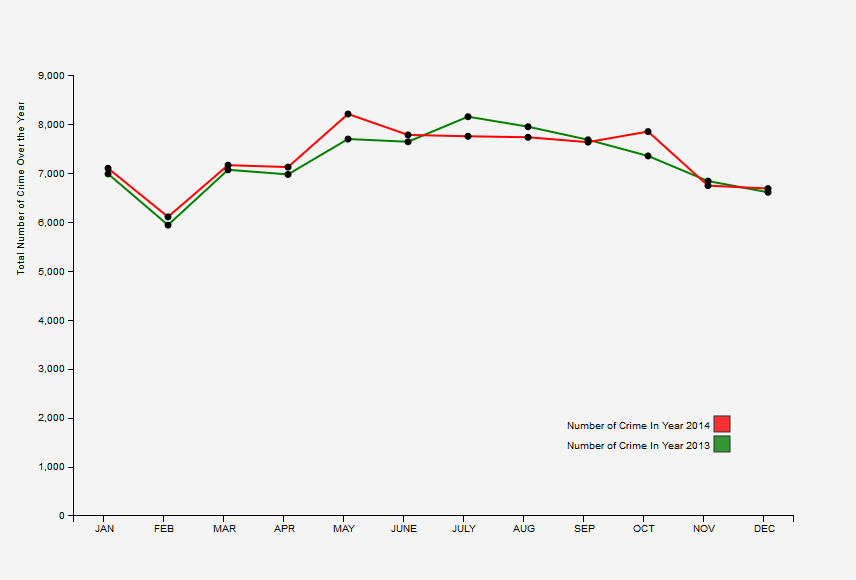 Total Number of Crime Over the Year
9,000
8,000
7,000
6,000
5,000
4,000
3,000
2,000
1,000
0
Number of Crime In Year 2014
Number of Crime In Year 2013
JAN FEB MAR APR MAY JUNE JULY AUG SEP OCT NOV DEC